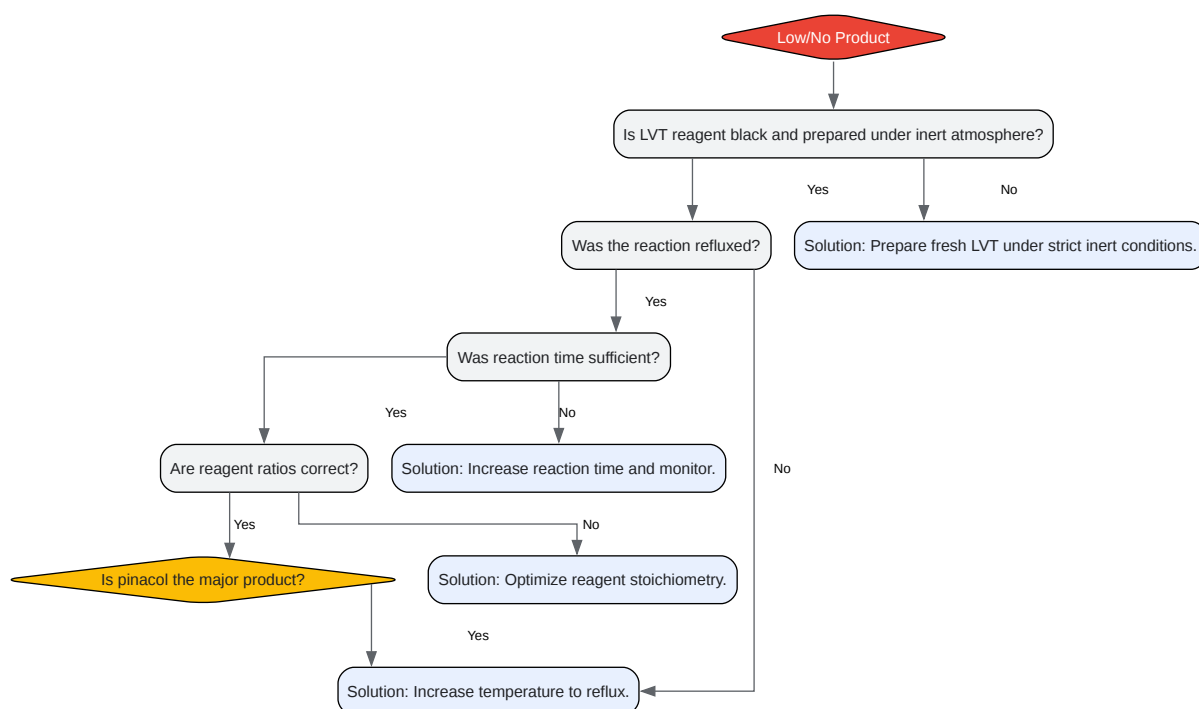 Low/No Product
Is LVT reagent black and prepared under inert atmosphere?
Yes
No
Was the reaction refluxed?
Solution: Prepare fresh LVT under strict inert conditions.
Yes
Was reaction time sufficient?
Yes
No
Are reagent ratios correct?
Solution: Increase reaction time and monitor.
No
Yes
No
Is pinacol the major product?
Solution: Optimize reagent stoichiometry.
Yes
Solution: Increase temperature to reflux.